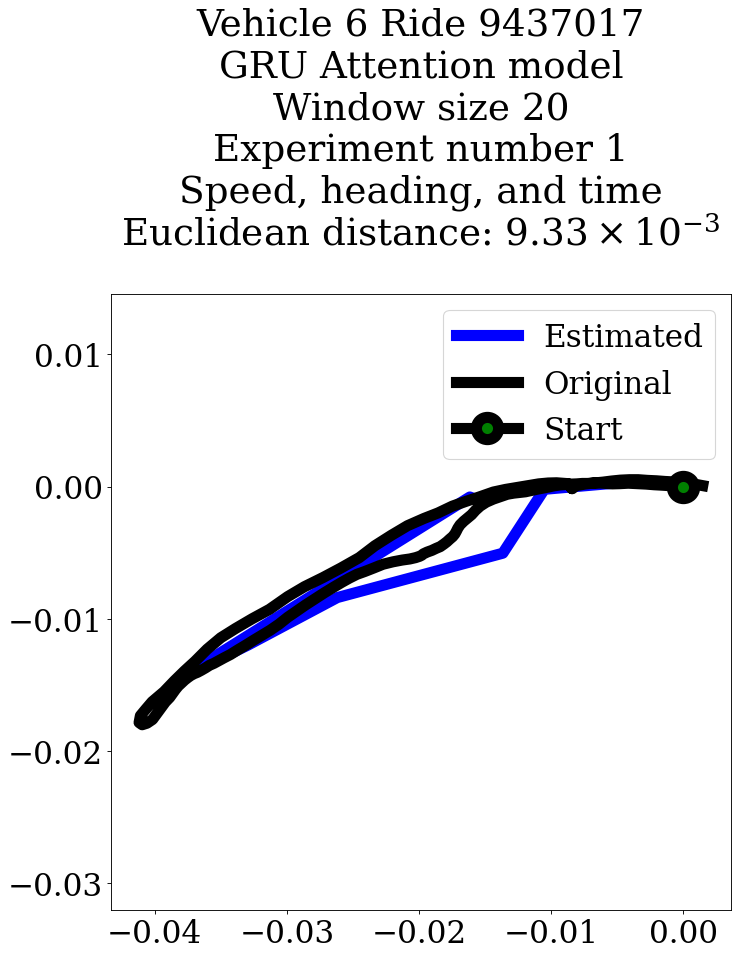 Vehicle 6 Ride 9437017
GRU Attention model
Window size 20
Experiment number 1
Speed, heading, and time
Euclidean distance: 9.33 × 10⁻³
Estimated
Original
Start
0.01
0.00
−0.01
−0.02
−0.03
−0.04 −0.03 −0.02 −0.01 0.00